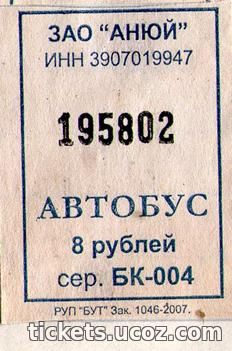 ЗАО "АНЮЙ"
ИНН 3907019947
195802
АВТОБУС
8 рублей
сер. БК-004
РУП "БУТ" Зак. 1046-2007.
tickets.ucoz.com